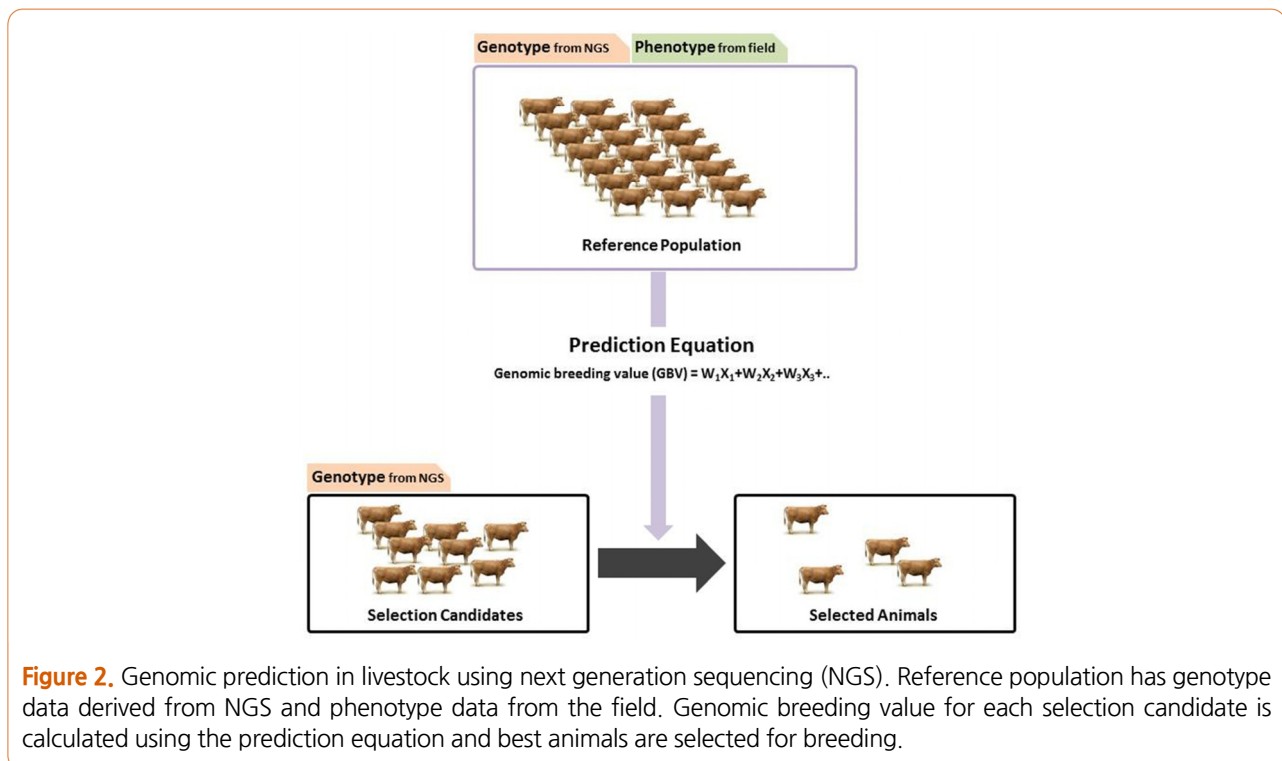 Genotype from NGS Phenotype from field
Reference Population
Prediction Equation
Genomic breeding value (GBV) = W₁X₁+W₂X₂+W₃X₃+..
Genotype from NGS
Selection Candidates
Selected Animals
Figure 2. Genomic prediction in livestock using next generation sequencing (NGS). Reference population has genotype
data derived from NGS and phenotype data from the field. Genomic breeding value for each selection candidate is
calculated using the prediction equation and best animals are selected for breeding.